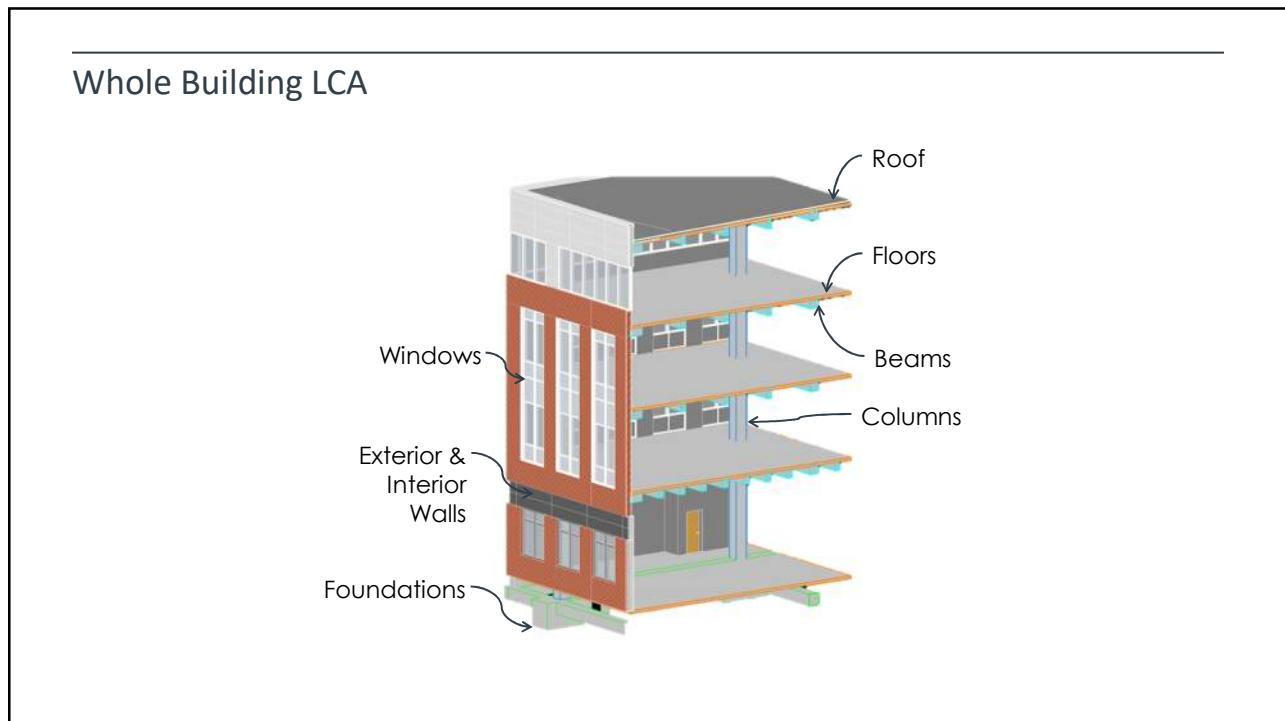 Whole Building LCA
Roof
Floors
Windows
Beams
Columns
Exterior &
Interior
Walls
Foundations